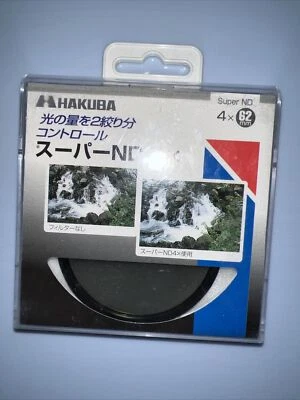 HAKUBA
Super ND
4× 62
mm
光の量を2絞り分
コントロール
スーパーND
フィルターなし
スーパーND4×使用